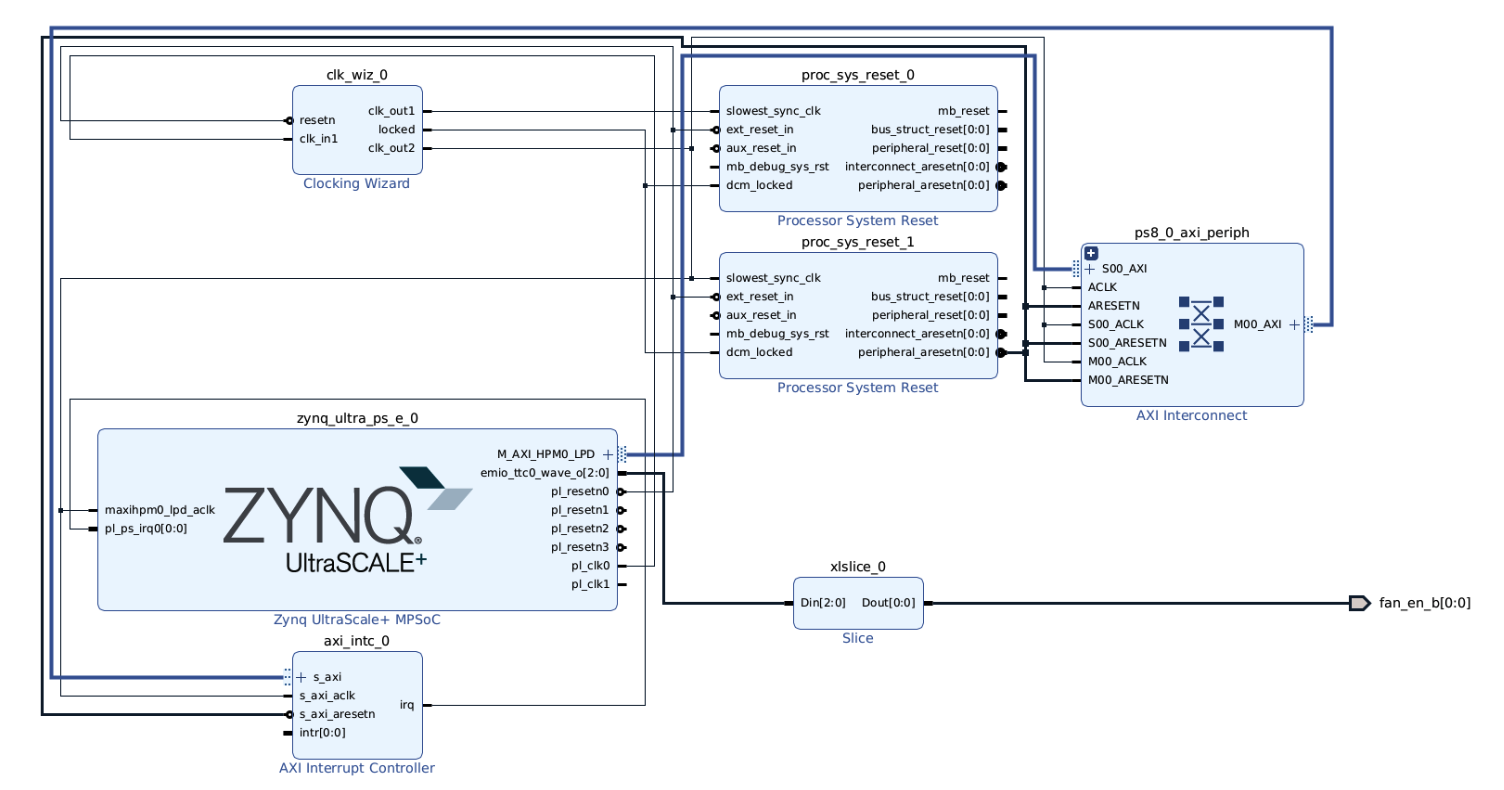 clk_wiz_0
resetn
clk_in1
clk_out1
locked
clk_out2
Clocking Wizard
proc_sys_reset_0
slowest_sync_clk
ext_reset_in
aux_reset_in
mb_debug_sys_rst
dcm_locked
mb_reset
bus_struct_reset[0:0]
peripheral_reset[0:0]
interconnect_aresetn[0:0]
peripheral_aresetn[0:0]
Processor System Reset
proc_sys_reset_1
slowest_sync_clk
ext_reset_in
aux_reset_in
mb_debug_sys_rst
dcm_locked
mb_reset
bus_struct_reset[0:0]
peripheral_reset[0:0]
interconnect_aresetn[0:0]
peripheral_aresetn[0:0]
Processor System Reset
ps8_0_axi_periph
S00_AXI
ACLK
ARESETN
S00_ACLK
S00_ARESETN
M00_ACLK
M00_ARESETN
M00_AXI
AXI Interconnect
zynq_ultra_ps_e_0
maxihpm0_lpd_aclk
pl_ps_irq0[0:0]
ZYNQ®
UltraSCALE+
M_AXI_HPM0_LPD
emio_ttc0_wave_o[2:0]
pl_resetn0
pl_resetn1
pl_resetn2
pl_resetn3
pl_clk0
pl_clk1
Zynq UltraScale+ MPSoC
xlslice_0
Din[2:0]
Dout[0:0]
Slice
fan_en_b[0:0]
axi_intc_0
s_axi
s_axi_aclk
s_axi_aresetn
intr[0:0]
irq
AXI Interrupt Controller